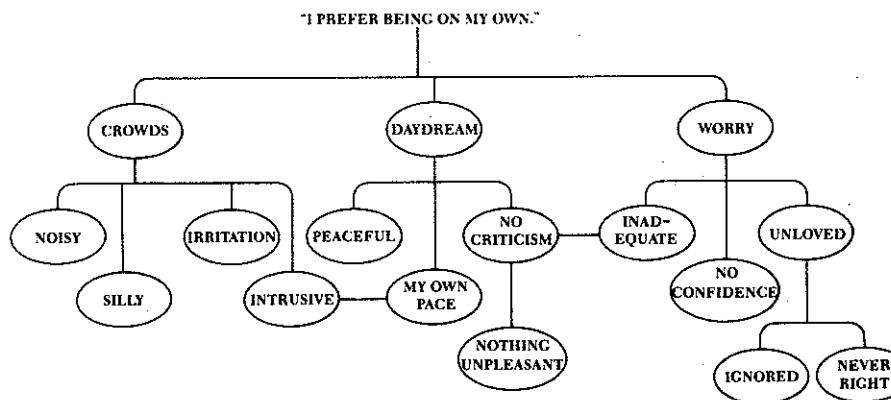 "I PREFER BEING ON MY OWN."
CROWDS
DAYDREAM
WORRY
NOISY
IRRITATION
PEACEFUL
NO
CRITICISM
INAD-
EQUATE
UNLOVED
SILLY
INTRUSIVE
MY OWN
PACE
NO
CONFIDENCE
NOTHING
UNPLEASANT
IGNORED
NEVER
RIGHT